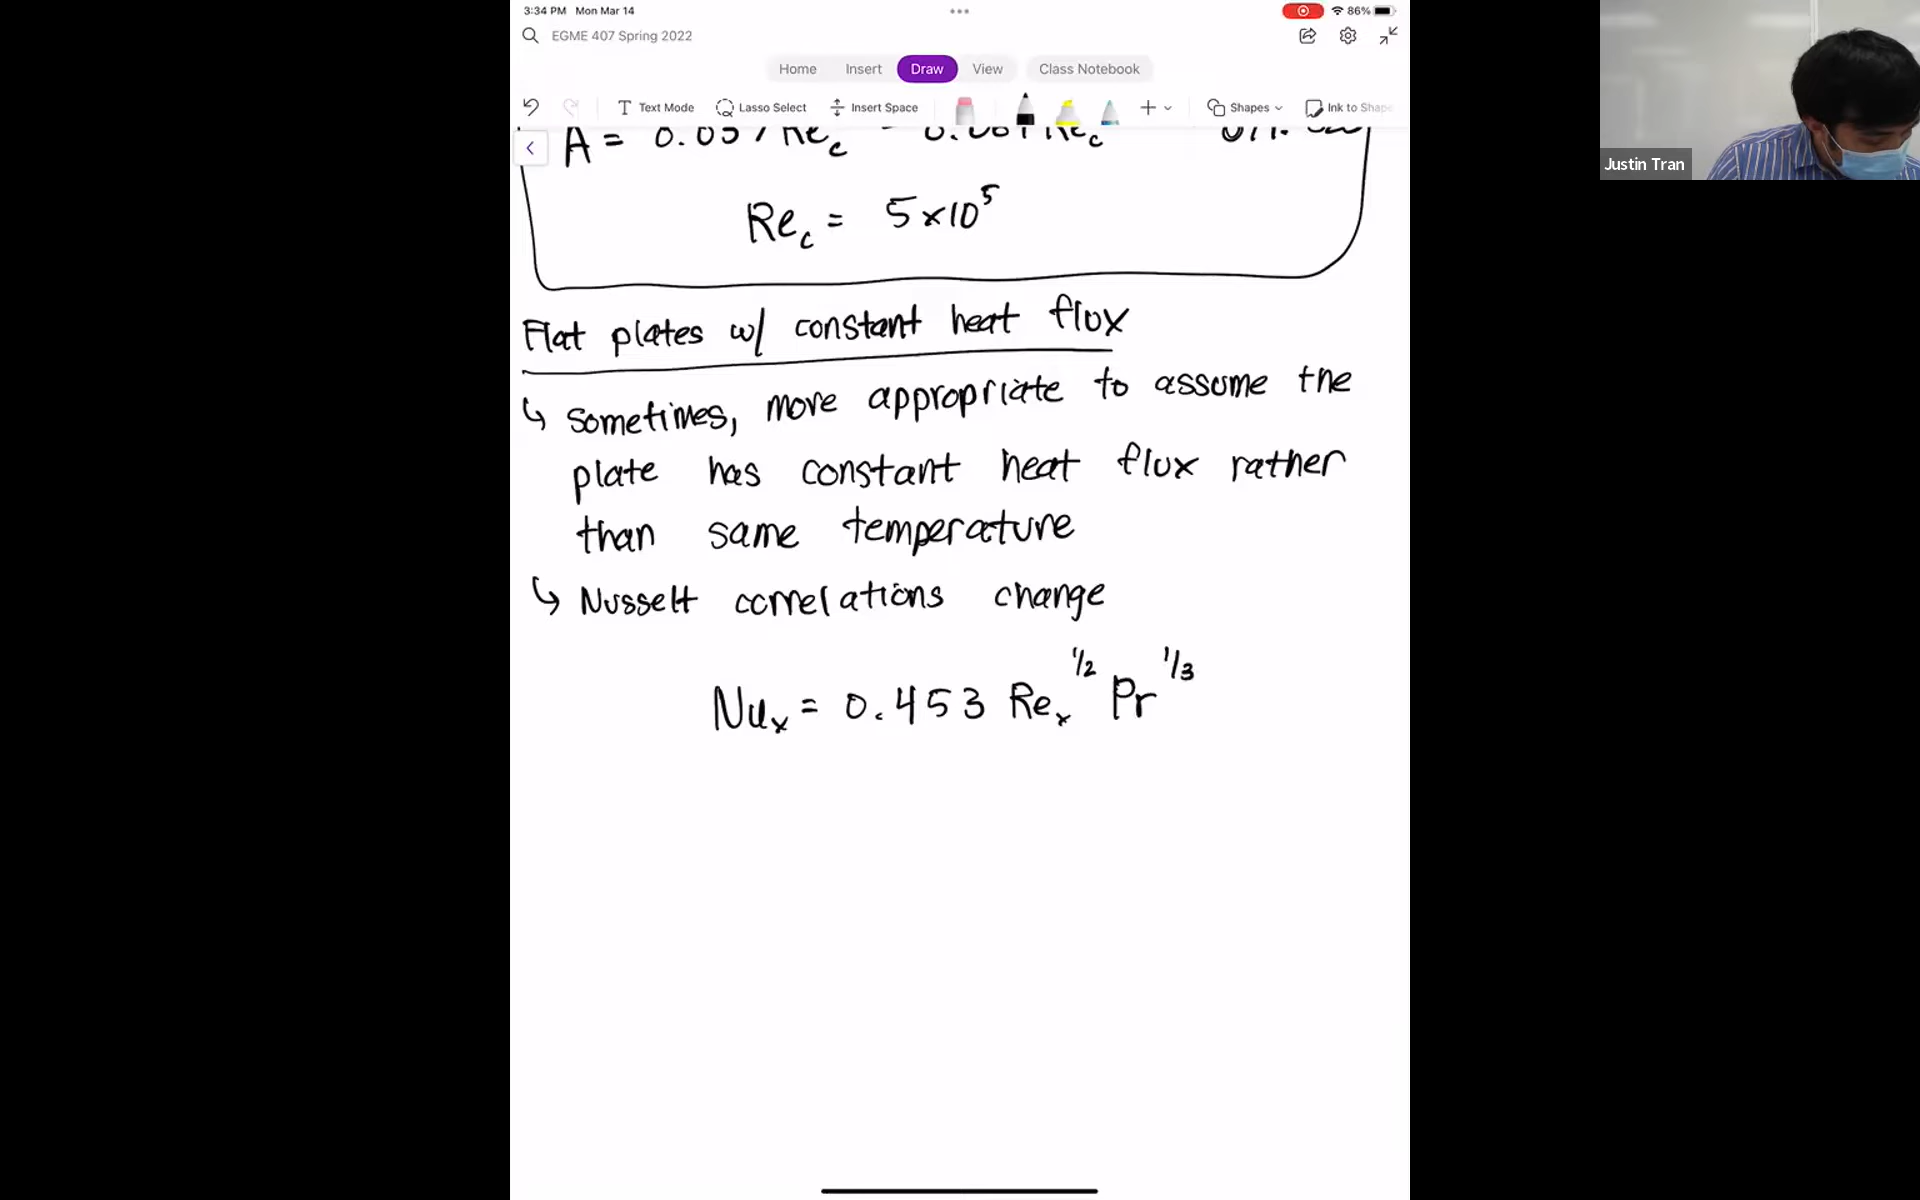 3:34 PM Mon Mar 14
86%
EGME 407 Spring 2022
Home Insert Draw View Class Notebook
Text Mode Lasso Select Insert Space Shapes Ink to Shape
Justin Tran
A =
Re_c = 5×10^5
Flat plates w/ constant heat flux
↳ sometimes, more appropriate to assume the
plate has constant heat flux rather
than same temperature
↳ Nusselt correlations change
Nu_x = 0.453 Re_x^1/2 Pr^1/3